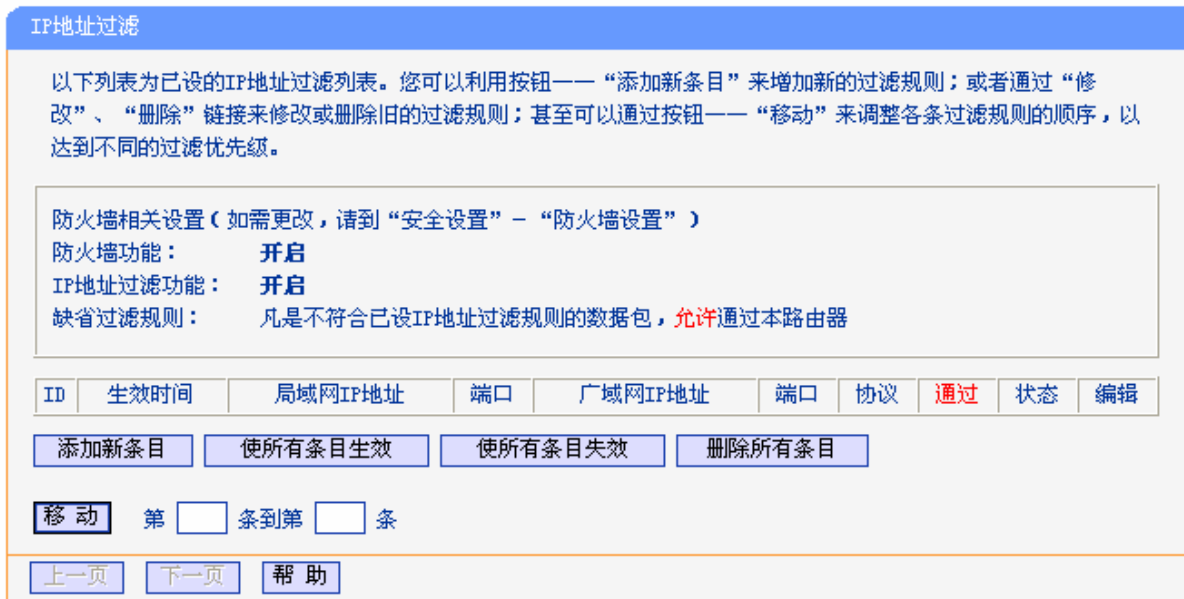 IP地址过滤
以下列表为已设的IP地址过滤列表。您可以利用按钮——“添加新条目”来增加新的过滤规则；或者通过“修
改”、“删除”链接来修改或删除旧的过滤规则；甚至可以通过按钮——“移动”来调整各条过滤规则的顺序，以
达到不同的过滤优先级。
防火墙相关设置(如需更改，请到“安全设置”－“防火墙设置”)
防火墙功能： 开启
IP地址过滤功能： 开启
缺省过滤规则： 凡是不符合已设IP地址过滤规则的数据包，允许通过本路由器
ID 生效时间 局域网IP地址 端口 广域网IP地址 端口 协议 通过 状态 编辑
添加新条目 使所有条目生效 使所有条目失效 删除所有条目
移 动 第 条到第 条
上一页 下一页 帮 助